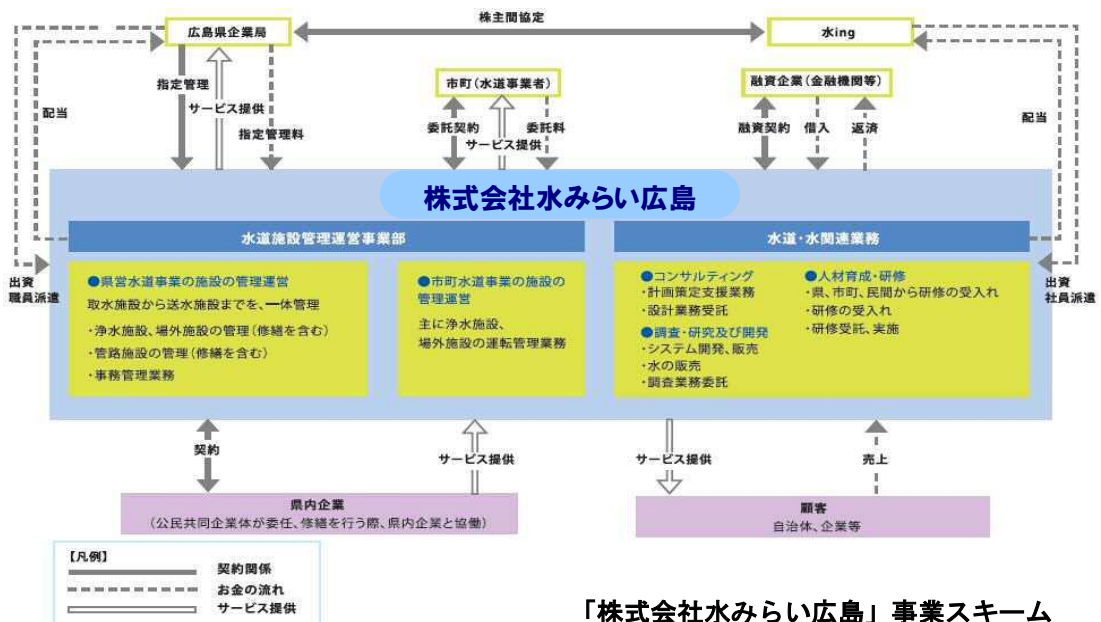 株主間協定
広島県企業局
水ing
指定管理
サービス提供
指定管理料
配当
市町(水道事業者)
委託契約
サービス提供
委託料
融資企業(金融機関等)
融資契約
借入
返済
配当
株式会社水みらい広島
水道施設管理運営事業部
水道・水関連業務
出資
職員派遣
●県営水道事業の施設の管理運営
取水施設から送水施設までを、一体管理
・浄水施設、場外施設の管理(修繕を含む)
・管路施設の管理(修繕を含む)
・事務管理業務
●市町水道事業の施設の
管理運営
主に浄水施設、
場外施設の運転管理業務
●コンサルティング
・計画策定支援業務
・設計業務受託
●調査・研究及び開発
・システム開発、販売
・水の販売
・調査業務委託
●人材育成・研修
・県、市町、民間から研修の受入れ
・研修の受入れ
・研修受託、実施
出資
社員派遣
契約
サービス提供
サービス提供
売上
県内企業
(公民共同企業体が委任、修繕を行う際、県内企業と協働)
顧客
自治体、企業等
【凡例】
契約関係
お金の流れ
サービス提供
「株式会社水みらい広島」事業スキーム